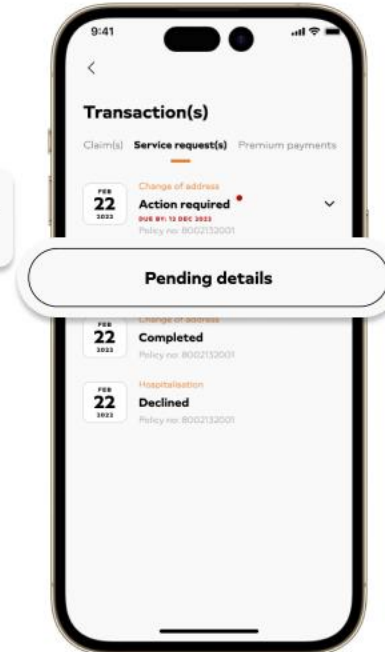 9:41
Transaction(s)
Claim(s) Service request(s) Premium payments
FEB
22
2023
Change of address
Action required
DUE BY: 12 DEC 2023
Policy no: 8002132001
Pending details
FEB
22
2023
Change of address
Completed
Policy no: 8002132001
FEB
22
2023
Hospitalisation
Declined
Policy no: 8002132001